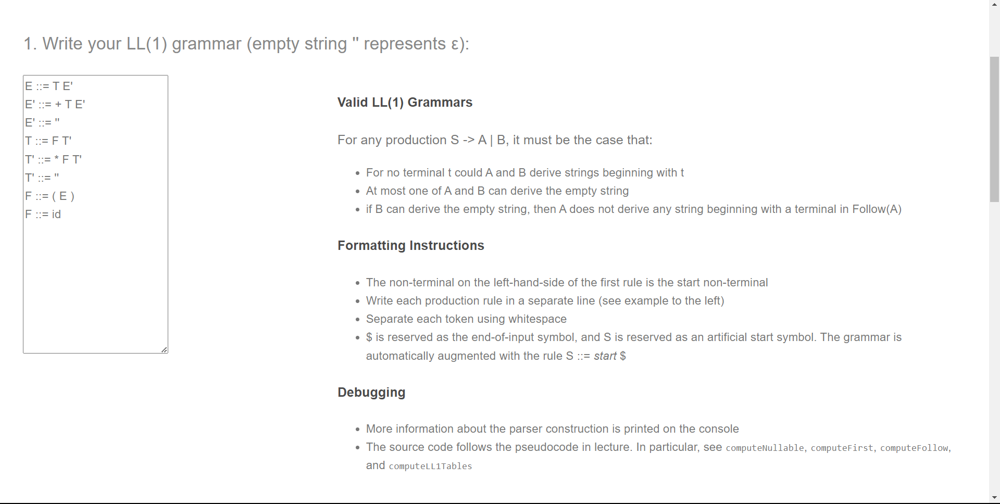 1. Write your LL(1) grammar (empty string '' represents ε):
E ::= T E'
E' ::= + T E'
E' ::= ''
T ::= F T'
T' ::= * F T'
T' ::= ''
F ::= ( E )
F ::= id
Valid LL(1) Grammars
For any production S -> A | B, it must be the case that:
• For no terminal t could A and B derive strings beginning with t
• At most one of A and B can derive the empty string
• if B can derive the empty string, then A does not derive any string beginning with a terminal in Follow(A)
Formatting Instructions
• The non-terminal on the left-hand-side of the first rule is the start non-terminal
• Write each production rule in a separate line (see example to the left)
• Separate each token using whitespace
• $ is reserved as the end-of-input symbol, and S is reserved as an artificial start symbol. The grammar is
automatically augmented with the rule S ::= start $
Debugging
• More information about the parser construction is printed on the console
• The source code follows the pseudocode in lecture. In particular, see computeNullable, computeFirst, computeFollow,
and computeLL1Tables